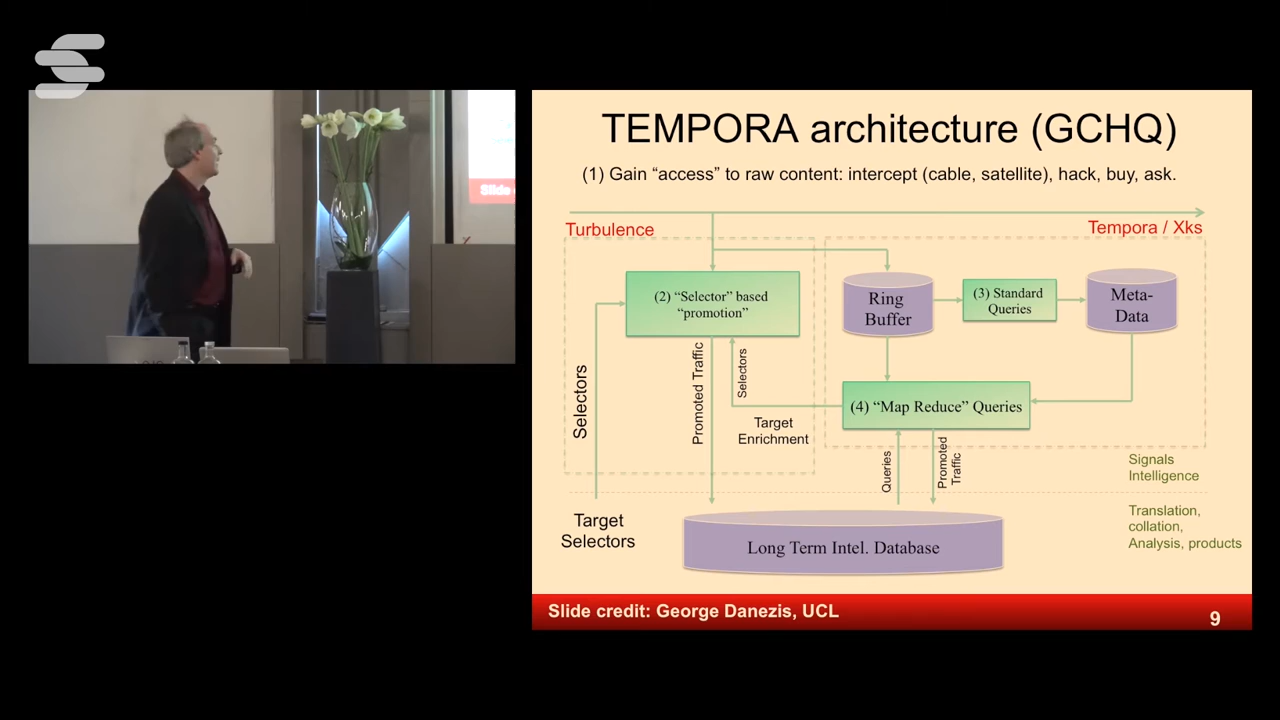 TEMPORA architecture (GCHQ)
(1) Gain “access” to raw content: intercept (cable, satellite), hack, buy, ask.
Turbulence
Tempora / Xks
(2) “Selector” based
“promotion”
Ring
Buffer
(3) Standard
Queries
Meta-
Data
Selectors
Promoted Traffic
Selectors
(4) “Map Reduce” Queries
Target
Enrichment
Queries
Promoted
Traffic
Signals
Intelligence
Target
Selectors
Long Term Intel. Database
Translation,
collation,
Analysis, products
Slide credit: George Danezis, UCL
9
Slide